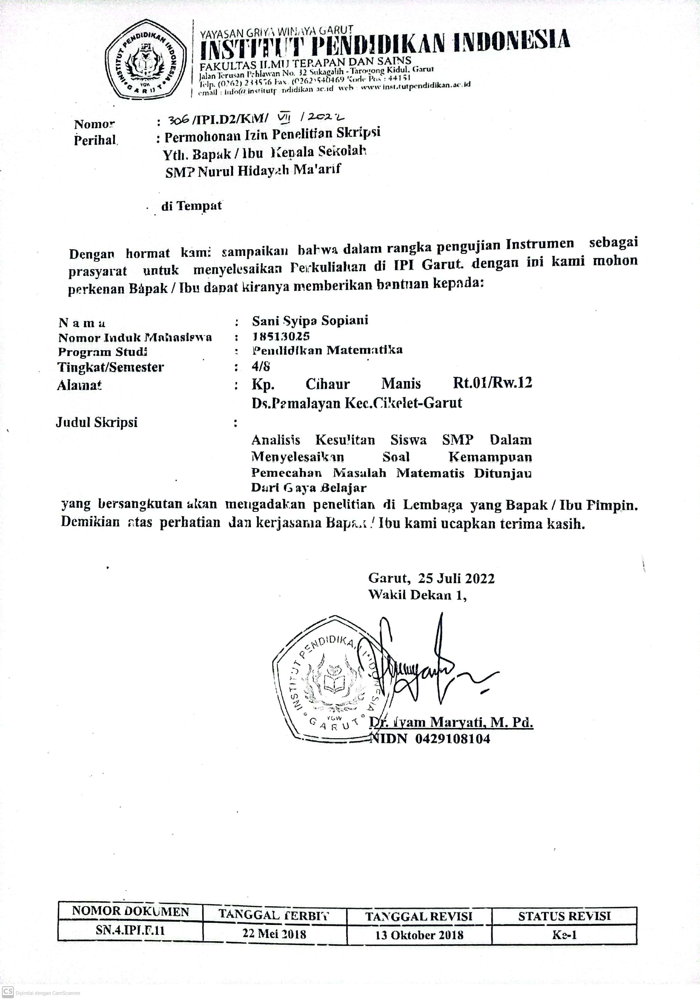 INSTITUT PENDIDIKAN INDONESIA
IPI
YGW
GARUT
YAYASAN GRIYA WINAYA GARUT
INSTITUT PENDIDIKAN INDONESIA
FAKULTAS ILMU TERAPAN DAN SAINS
Jalan Terusan Pahlawan No. 32 Sukagalih - Tarogong Kidul, Garut
Telp. (0262) 233556 Fax. (0262) 540469 Kode Pos : 44151
email : info@institutpendidikan.ac.id web : www.institutpendidikan.ac.id
Nomor : 306/IPI.D2/KM/ VII /2022
Perihal : Permohonan Izin Penelitian Skripsi
Yth. Bapak / Ibu Kepala Sekolah
SMP Nurul Hidayah Ma'arif
di Tempat
Dengan hormat kami sampaikan bahwa dalam rangka pengujian Instrumen sebagai
prasyarat untuk menyelesaikan Perkuliahan di IPI Garut. dengan ini kami mohon
perkenan Bapak / Ibu dapat kiranya memberikan bantuan kepada:
N a m a : Sani Syipa Sopiani
Nomor Induk Mahasiswa : 18513025
Program Studi : Pendidikan Matematika
Tingkat/Semester : 4/8
Alamat : Kp. Cihaur Manis Rt.01/Rw.12
Ds.Pamalayan Kec.Cikelet-Garut
Judul Skripsi :
Analisis Kesulitan Siswa SMP Dalam
Menyelesaikan Soal Kemampuan
Pemecahan Masalah Matematis Ditunjau
Dari Gaya Belajar
yang bersangkutan akan mengadakan penelitian di Lembaga yang Bapak / Ibu Pimpin.
Demikian atas perhatian dan kerjasama Bapak / Ibu kami ucapkan terima kasih.
Garut, 25 Juli 2022
Wakil Dekan 1,
INSTITUT PENDIDIKAN INDONESIA
YGW
GARUT
Dr. Iyam Maryati, M. Pd.
NIDN 0429108104
NOMOR DOKUMEN TANGGAL TERBIT TANGGAL REVISI STATUS REVISI
SN.4.IPI.F.11 22 Mei 2018 13 Oktober 2018 Ke-1
CS Dipindai dengan CamScanner